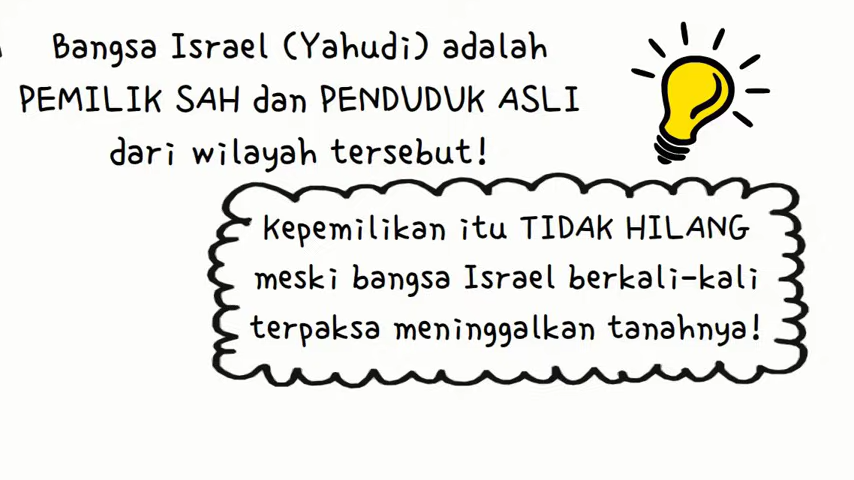 Bangsa Israel (Yahudi) adalah
PEMILIK SAH dan PENDUDUK ASLI
dari wilayah tersebut!
Kepemilikan itu TIDAK HILANG
meski bangsa Israel berkali-kali
terpaksa meninggalkan tanahnya!